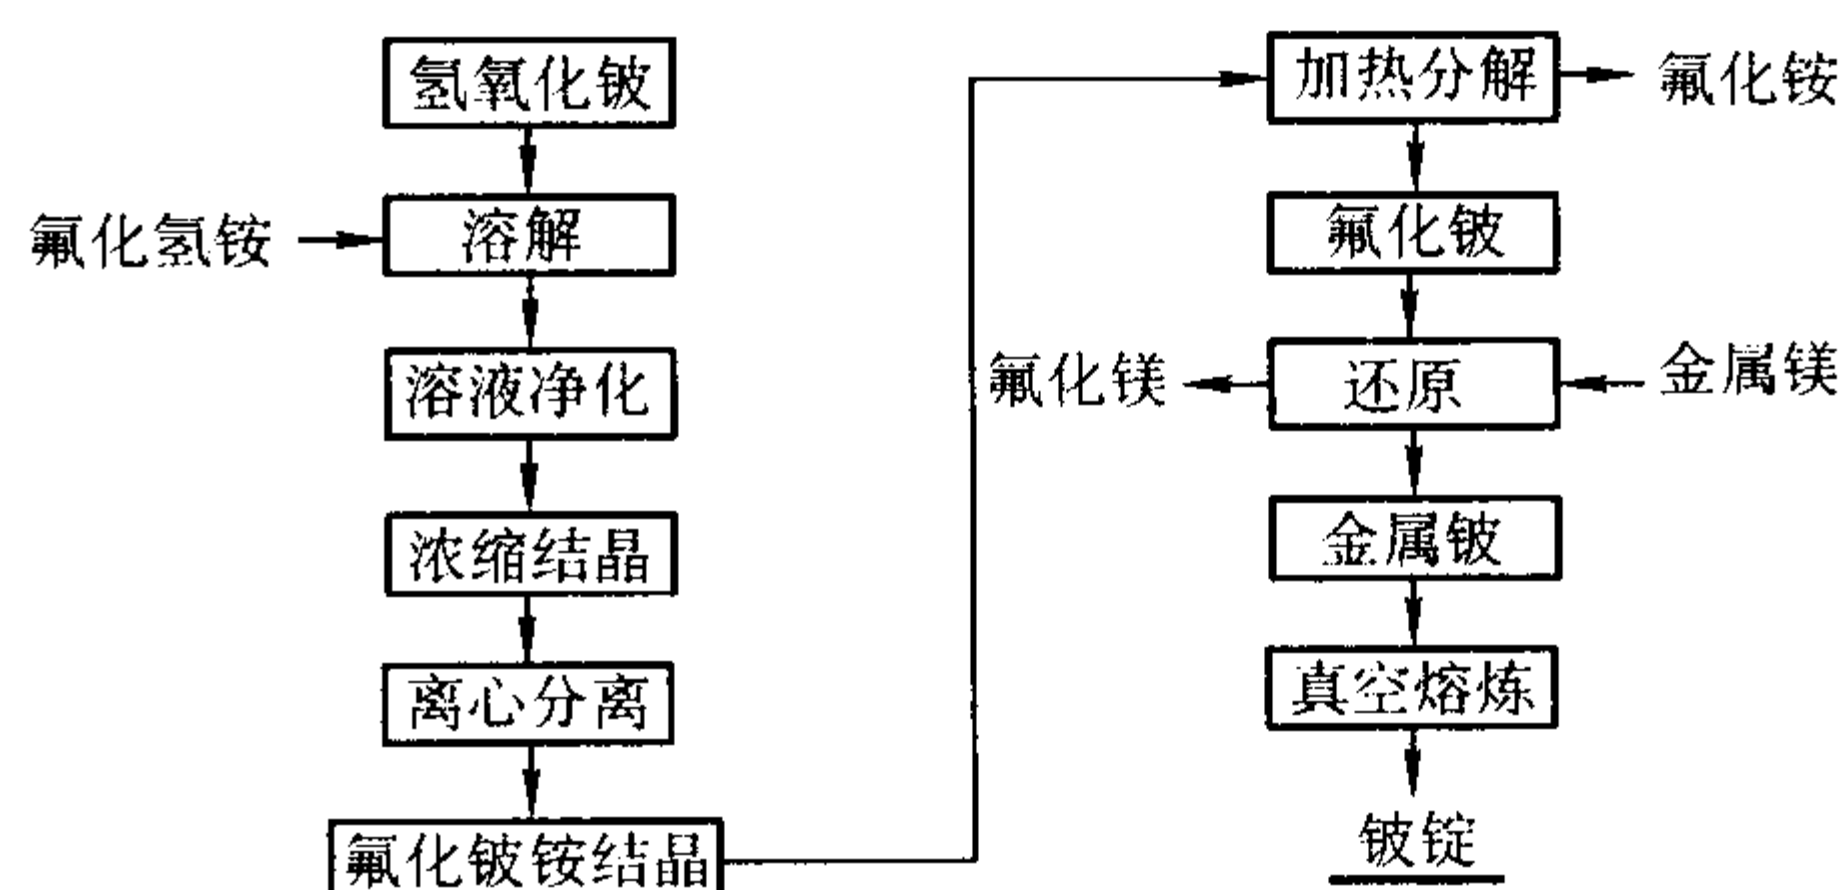 氢氧化铍
氟化氢铵
溶解
溶液净化
浓缩结晶
离心分离
氟化铍铵结晶
加热分解
氟化铵
氟化铍
氟化镁
还原
金属镁
金属铍
真空熔炼
铍锭